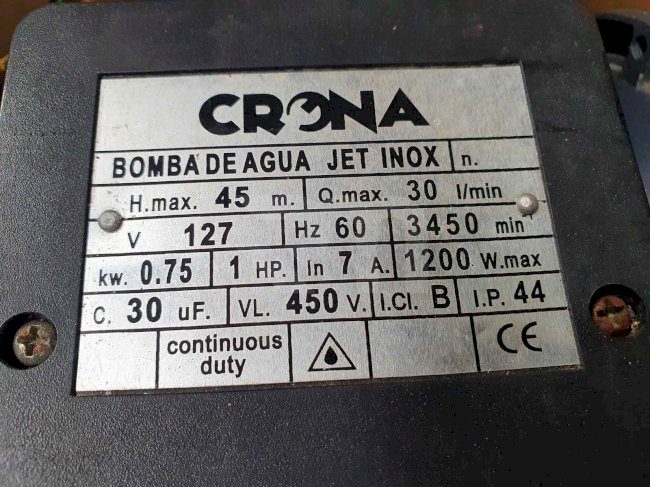 CRONA
BOMBA DE AGUA JET INOX n.
H.max. 45 m. Q.max. 30 l/min
V 127 Hz 60 3450 min
kw. 0.75 1 HP. In 7 A. 1200 W.max
C. 30 uF. VL. 450 V. I.Cl. B I.P. 44
continuous
duty
CE